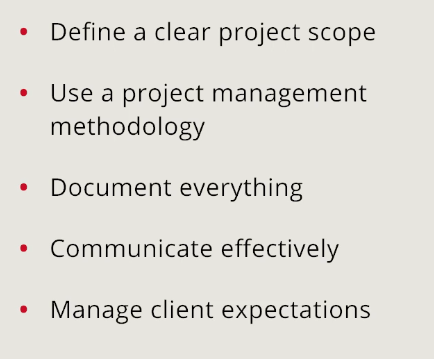 • Define a clear project scope
• Use a project management
methodology
• Document everything
• Communicate effectively
• Manage client expectations